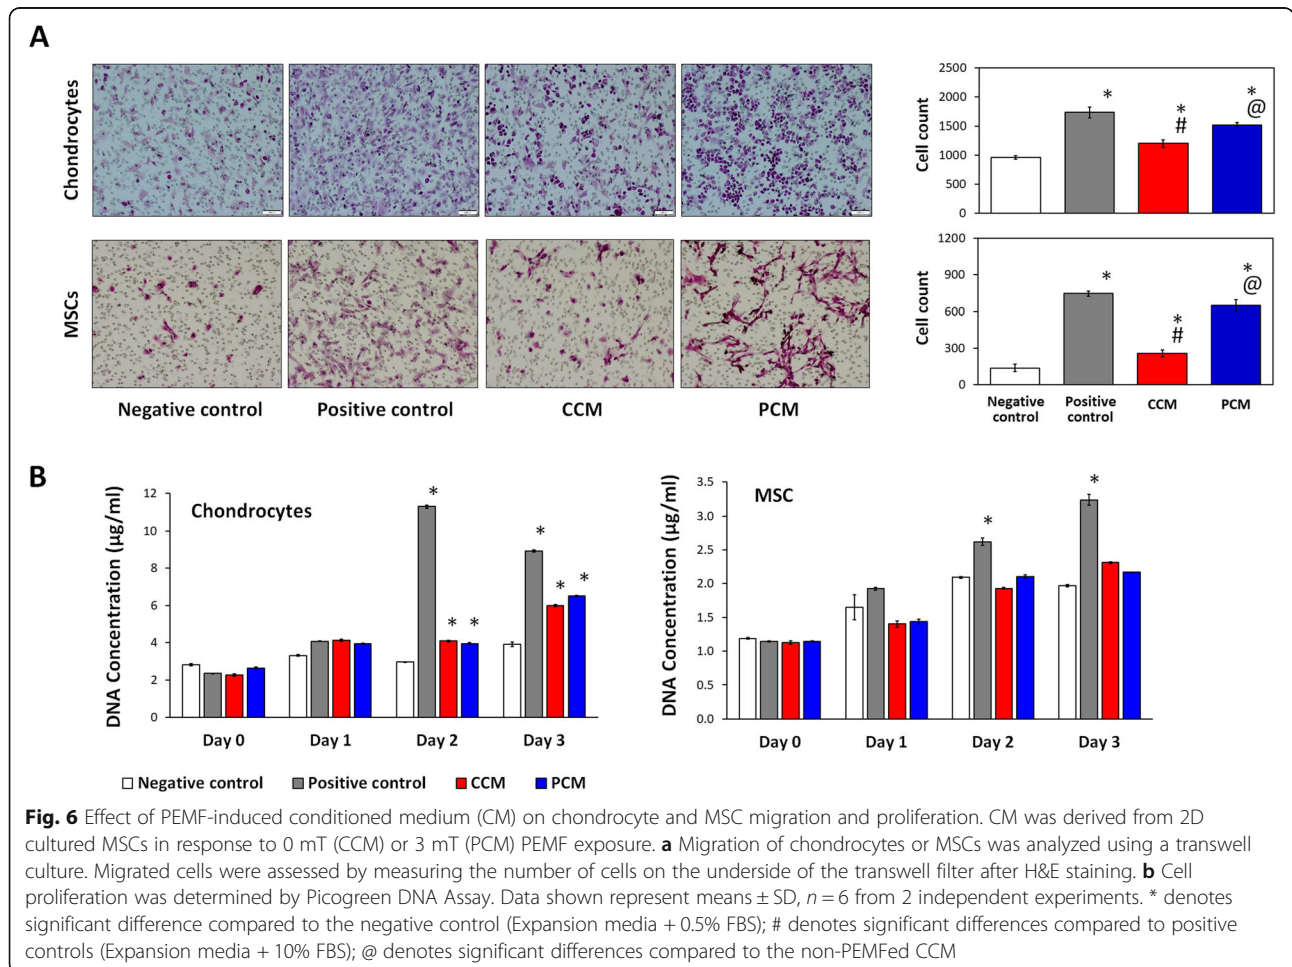 A
Chondrocytes
MSCs
Negative control
Positive control
CCM
PCM
Cell count
2500
2000
1500
1000
500
0
*
*
#
*
@
Cell count
1200
900
600
300
0
*
*
#
*
@
Negative control
Positive control
CCM
PCM
B
DNA Concentration (µg/ml)
12
10
8
6
4
2
0
Chondrocytes
*
*
*
*
*
*
Day 0
Day 1
Day 2
Day 3
DNA Concentration (µg/ml)
3.5
3.0
2.5
2.0
1.5
1.0
0.5
0.0
MSC
*
*
Day 0
Day 1
Day 2
Day 3
Negative control
Positive control
CCM
PCM
Fig. 6 Effect of PEMF-induced conditioned medium (CM) on chondrocyte and MSC migration and proliferation. CM was derived from 2D
cultured MSCs in response to 0 mT (CCM) or 3 mT (PCM) PEMF exposure. a Migration of chondrocytes or MSCs was analyzed using a transwell
culture. Migrated cells were assessed by measuring the number of cells on the underside of the transwell filter after H&E staining. b Cell
proliferation was determined by Picogreen DNA Assay. Data shown represent means ± SD, n = 6 from 2 independent experiments. * denotes
significant difference compared to the negative control (Expansion media + 0.5% FBS); # denotes significant differences compared to positive
controls (Expansion media + 10% FBS); @ denotes significant differences compared to the non-PEMFed CCM